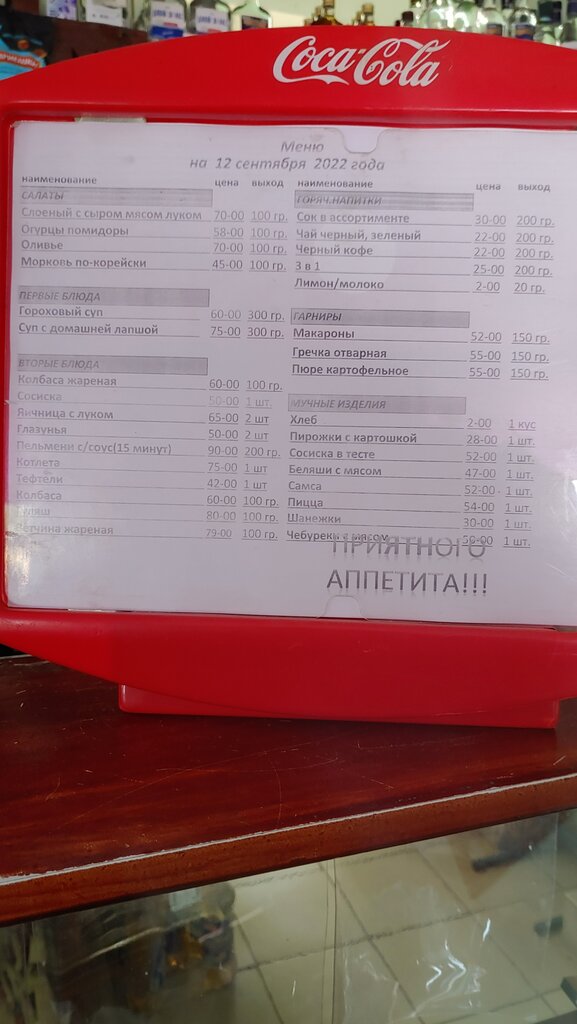 Coca-Cola
Меню
на 12 сентября 2022 года
наименование цена выход
САЛАТЫ
Слоеный с сыром мясом луком 70-00 100 гр.
Огурцы помидоры 58-00 100 гр.
Оливье 70-00 100 гр.
Морковь по-корейски 45-00 100 гр.
ПЕРВЫЕ БЛЮДА
Гороховый суп 60-00 300 гр.
Суп с домашней лапшой 75-00 300 гр.
ВТОРЫЕ БЛЮДА
Колбаса жареная 60-00 100 гр.
Сосиска 50-00 1 шт.
Яичница с луком 65-00 2 шт
Глазунья 50-00 2 шт
Пельмени с/соус(15 минут) 90-00 200 гр.
Котлета 75-00 1 шт
Тефтели 42-00 1 шт
Колбаса 60-00 100 гр.
Гуляш 80-00 100 гр.
Ветчина жареная 79-00 100 гр.
наименование цена выход
ГОРЯЧ.НАПИТКИ
Сок в ассортименте 30-00 200 гр.
Чай черный, зеленый 22-00 200 гр.
Черный кофе 22-00 200 гр.
3 в 1 25-00 200 гр.
Лимон/молоко 2-00 20 гр.
ГАРНИРЫ
Макароны 52-00 150 гр.
Гречка отварная 55-00 150 гр.
Пюре картофельное 55-00 150 гр.
МУЧНЫЕ ИЗДЕЛИЯ
Хлеб 2-00 1 кус
Пирожки с картошкой 28-00 1 шт.
Сосиска в тесте 52-00 1 шт.
Беляши с мясом 47-00 1 шт.
Самса 52-00 1 шт.
Пицца 54-00 1 шт.
Шанежки 30-00 1 шт.
Чебуреки с мясом 50-00 1 шт.
ПРИЯТНОГО
АППЕТИТА!!!